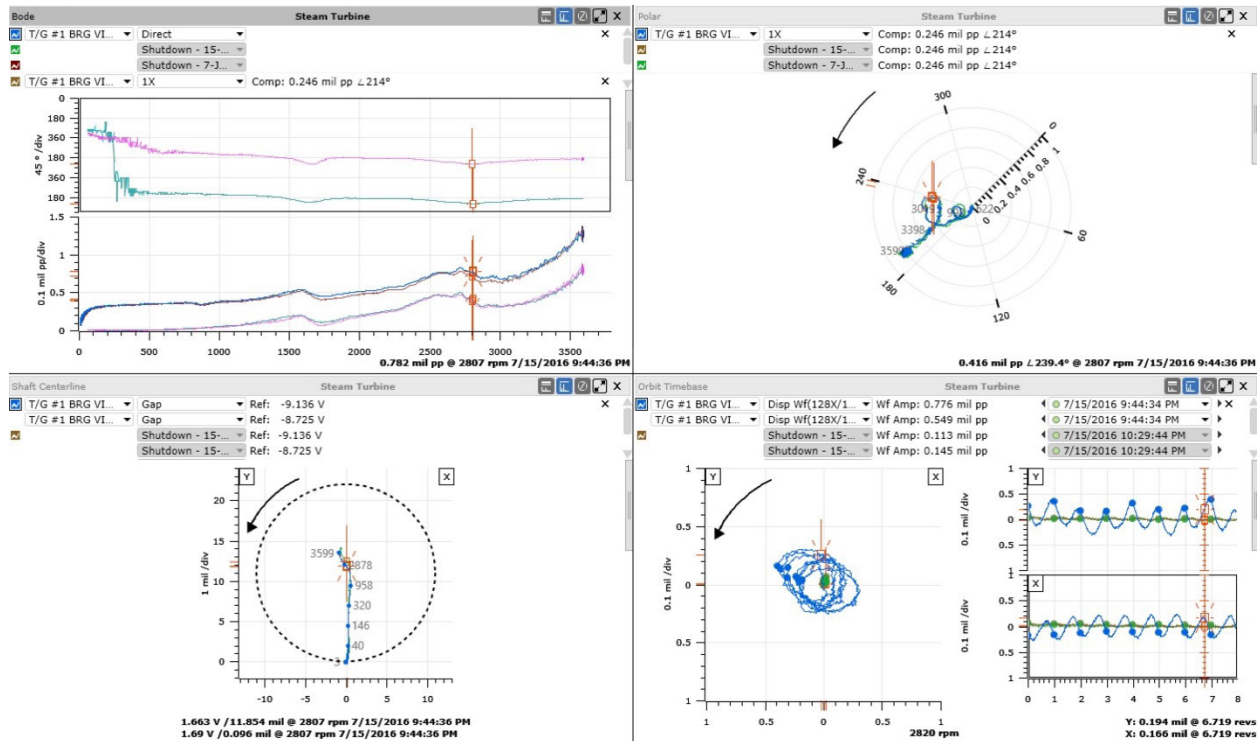 Bode Steam Turbine X
T/G #1 BRG VI... Direct X
Shutdown - 15-...
Shutdown - 7-J...
T/G #1 BRG VI... 1X Comp: 0.246 mil pp ∠214° X
0
180
360
180
360
180
45 ° /div
1.5
1
0.5
0
0.1 mil pp/div
0 500 1000 1500 2000 2500 3000 3500
0.782 mil pp @ 2807 rpm 7/15/2016 9:44:36 PM
Polar Steam Turbine X
T/G #1 BRG VI... 1X Comp: 0.246 mil pp ∠214° X
Shutdown - 15-... Comp: 0.246 mil pp ∠214°
Shutdown - 7-J... Comp: 0.246 mil pp ∠214°
300
240
180
120
60
0
0 0.2 0.4 0.6 0.8 1
3398
0.416 mil pp ∠239.4° @ 2807 rpm 7/15/2016 9:44:36 PM
Shaft Centerline Steam Turbine X
T/G #1 BRG VI... Gap Ref: -9.136 V X
T/G #1 BRG VI... Gap Ref: -8.725 V
Shutdown - 15-... Ref: -9.136 V
Shutdown - 15-... Ref: -8.725 V
Y X
20
15
10
5
0
1 mil /div
3599
958
320
146
40
-10 -5 0 5 10
1.663 V /11.854 mil @ 2807 rpm 7/15/2016 9:44:36 PM
1.69 V /0.096 mil @ 2807 rpm 7/15/2016 9:44:36 PM
Orbit Timebase Steam Turbine X
T/G #1 BRG VI... Disp Wf(128X/1... Wf Amp: 0.776 mil pp 7/15/2016 9:44:34 PM X
T/G #1 BRG VI... Disp Wf(128X/1... Wf Amp: 0.549 mil pp 7/15/2016 9:44:34 PM
Shutdown - 15-... Wf Amp: 0.113 mil pp 7/15/2016 10:29:44 PM
Shutdown - 15-... Wf Amp: 0.145 mil pp 7/15/2016 10:29:44 PM
Y X
1
0.5
0
0.5
1
0.1 mil /div
1 0.5 0 0.5 1
2820 rpm
Y
1
0.5
0
0.5
1
0.1 mil /div
X
1
0.5
0
0.5
1
0.1 mil /div
0 1 2 3 4 5 6 7 8
Y: 0.194 mil @ 6.719 revs
X: 0.166 mil @ 6.719 revs